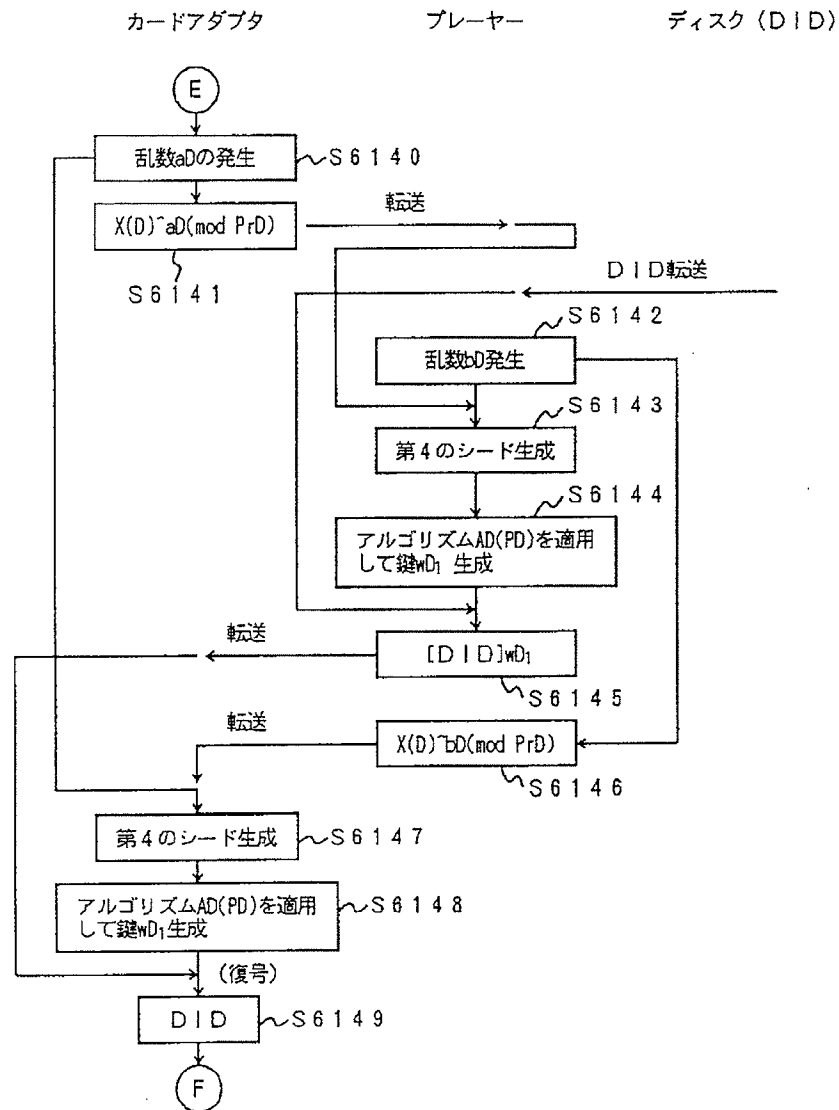 カードアダプタ プレーヤー ディスク（ＤＩＤ）
E
乱数aDの発生 Ｓ６１４０
X(D)^aD(mod PrD) 転送
Ｓ６１４１
ＤＩＤ転送
Ｓ６１４２
乱数bD発生
Ｓ６１４３
第４のシード生成
Ｓ６１４４
アルゴリズムAD(PD)を適用
して鍵wD₁ 生成
転送
[ＤＩＤ]wD₁
Ｓ６１４５
転送
X(D)^bD(mod PrD)
Ｓ６１４６
第４のシード生成 Ｓ６１４７
アルゴリズムAD(PD)を適用
して鍵wD₁生成
Ｓ６１４８
(復号)
ＤＩＤ Ｓ６１４９
F